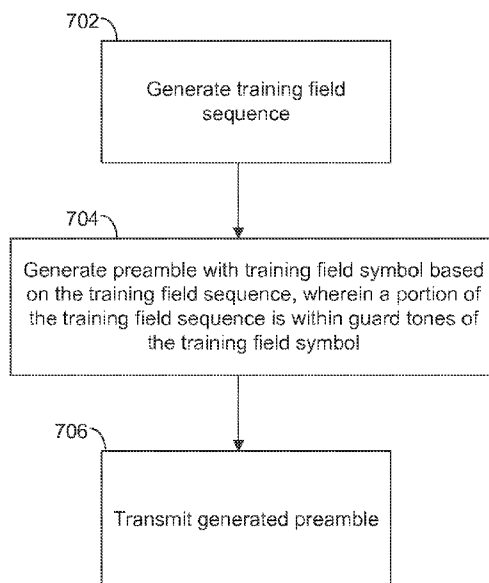 702
Generate training field
sequence
704
Generate preamble with training field symbol based
on the training field sequence, wherein a portion of
the training field sequence is within guard tones of
the training field symbol
706
Transmit generated preamble